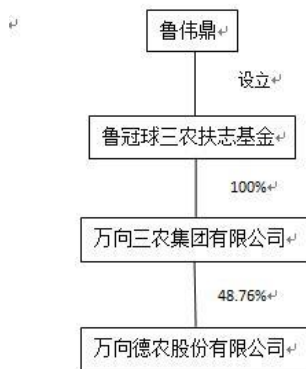 鲁伟鼎
设立
鲁冠球三农扶志基金
100%
万向三农集团有限公司
48.76%
万向德农股份有限公司